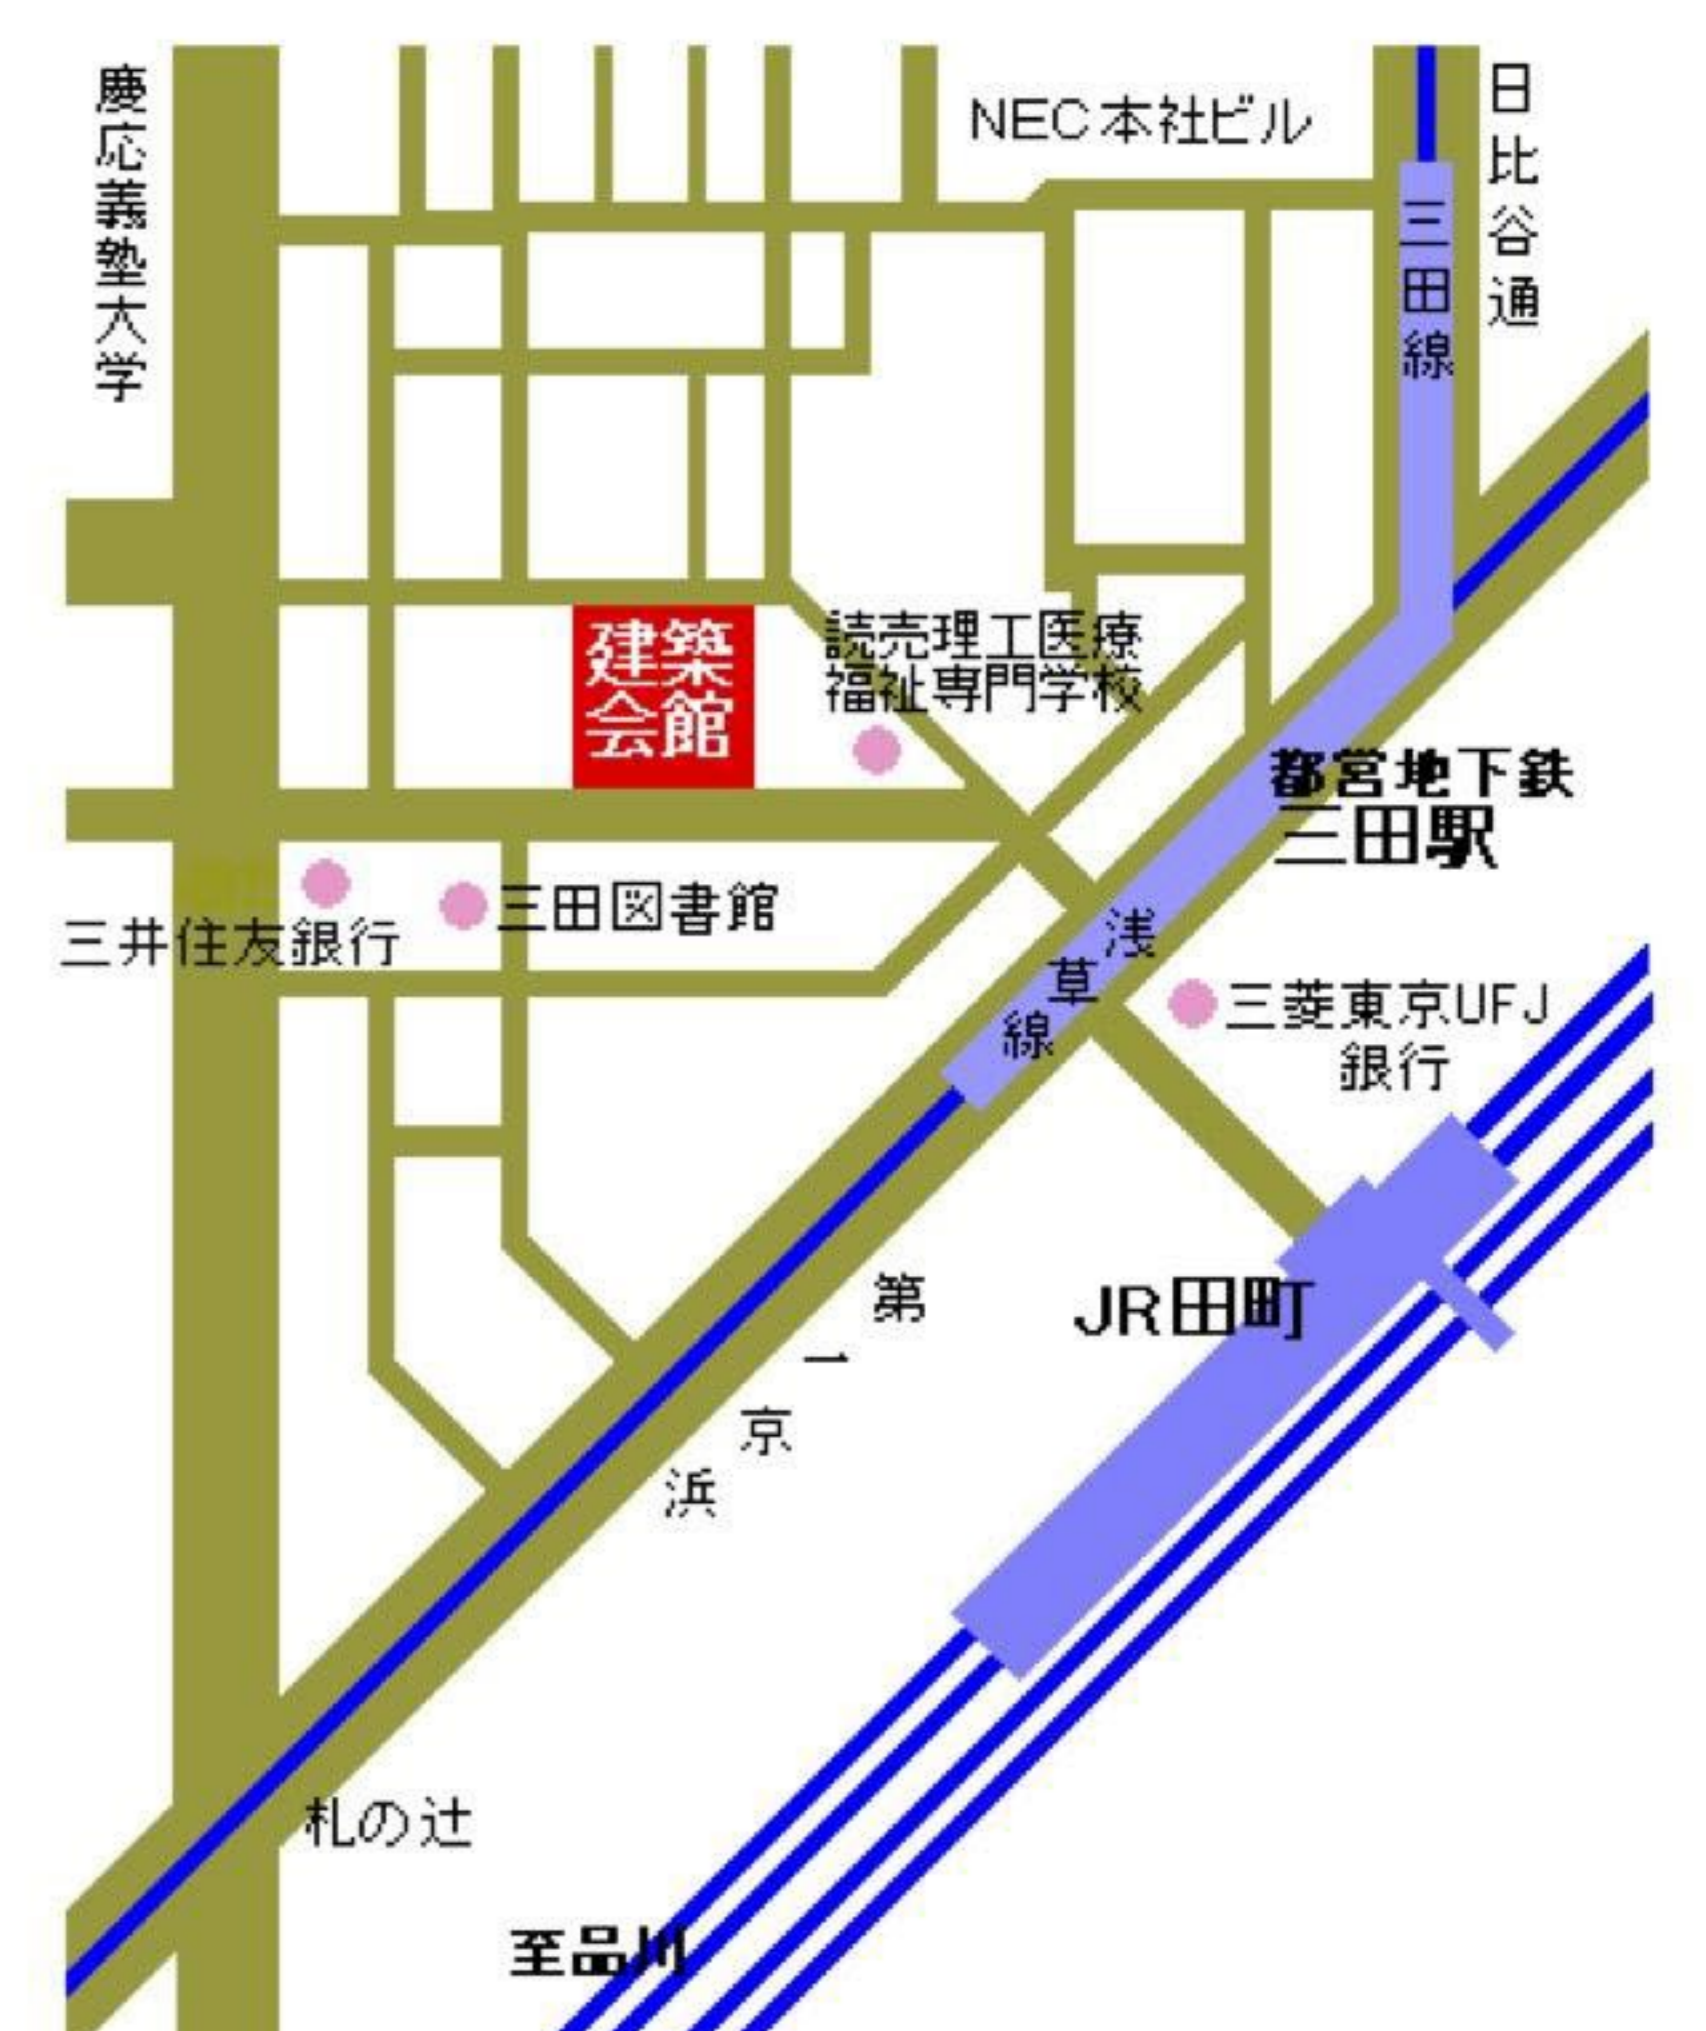 慶応義塾大学
NEC本社ビル
日比谷通
三田線
建築
会館
読売理工医療
福祉専門学校
都営地下鉄
三田駅
三井住友銀行
三田図書館
浅草線
三菱東京UFJ
銀行
JR田町
第一京浜
札の辻
至品川